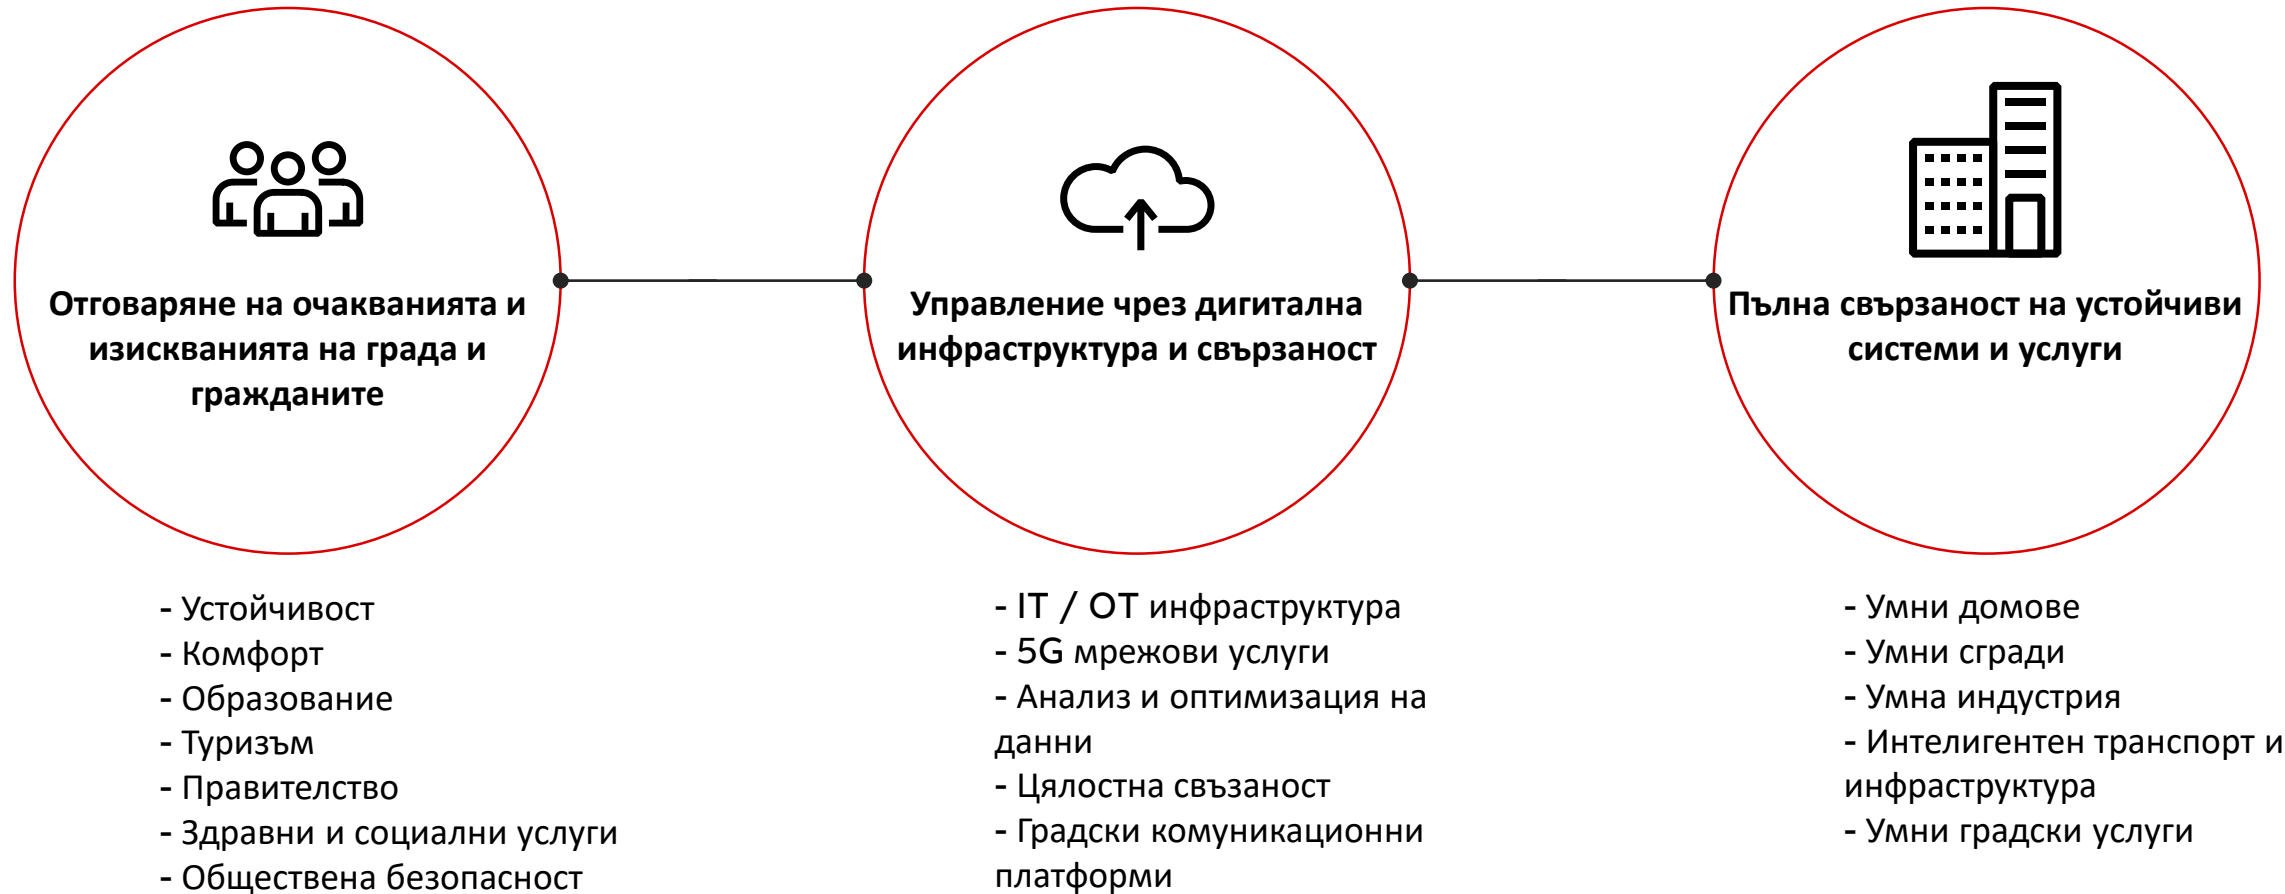 Отговаряне на очакванията и
изискванията на града и
гражданите
Управление чрез дигитална
инфраструктура и свързаност
Пълна свързаност на устойчиви
системи и услуги
- Устойчивост
- Комфорт
- Образование
- Туризъм
- Правителство
- Здравни и социални услуги
- Обществена безопасност
- IT / OT инфраструктура
- 5G мрежови услуги
- Анализ и оптимизация на
данни
- Цялостна свъзаност
- Градски комуникационни
платформи
- Умни домове
- Умни сгради
- Умна индустрия
- Интелигентен транспорт и
инфраструктура
- Умни градски услуги